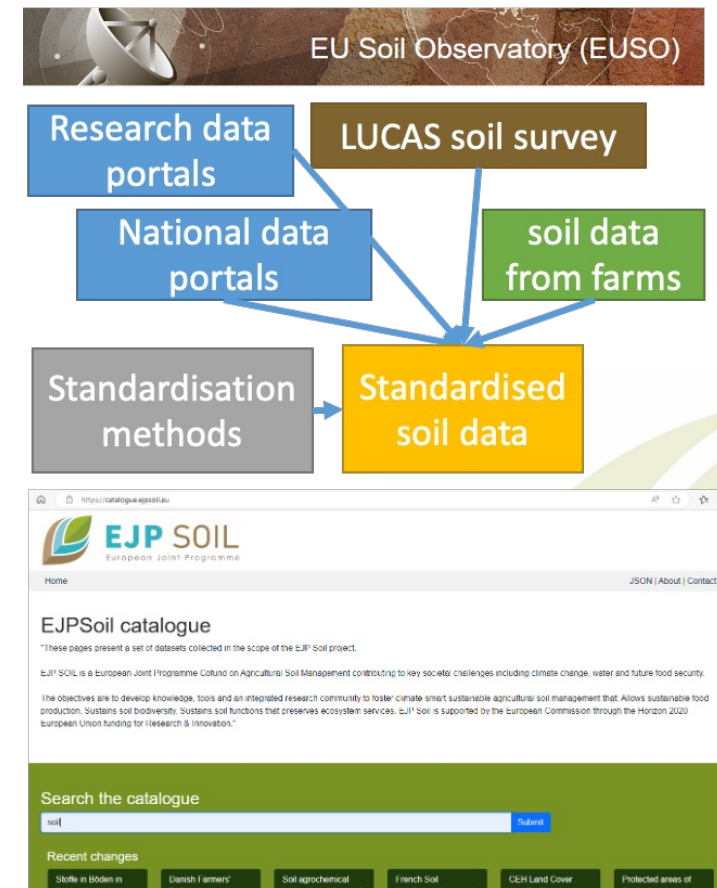 EU Soil Observatory (EUSO)
Research data
portals
LUCAS soil survey
National data
portals
soil data
from farms
Standardisation
methods
Standardised
soil data
https://catalogue.ejpsoil.eu
EJP SOIL
European Joint Programme
Home
JSON | About | Contact
EJPSoil catalogue
"These pages present a set of datasets collected in the scope of the EJP Soil project.
EJP SOIL is a European Joint Programme Cofund on Agricultural Soil Management contributing to key societal challenges including climate change, water and future food security.
The objectives are to develop knowledge, tools and an integrated research community to foster climate smart sustainable agricultural soil management that: Allows sustainable food
production, Sustains soil biodiversity, Sustains soil functions that preserves ecosystem services. EJP Soil is supported by the European Commission through the Horizon 2020
European Union funding for Research & Innovation."
Search the catalogue
soil
Submit
Recent changes
Stoffe in Böden in
Danish Farmers'
Soil agrochemical
French Soil
CEH Land Cover
Protected areas of